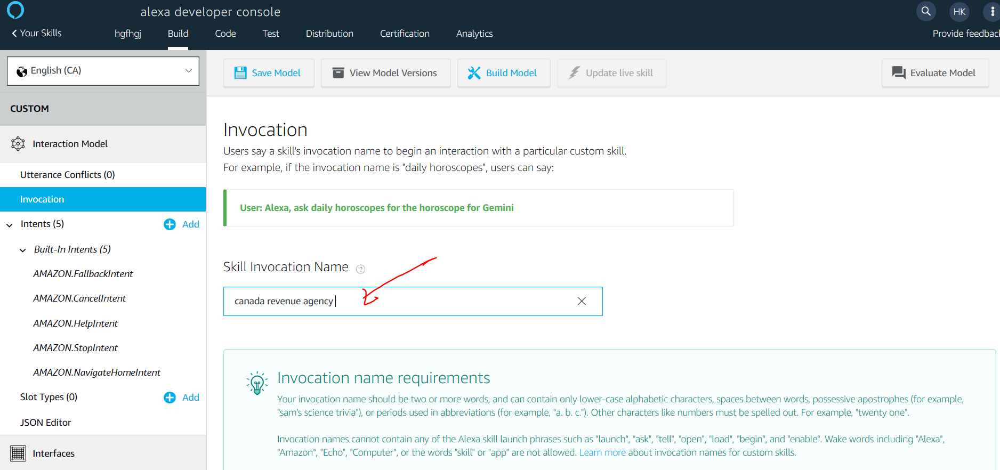 alexa developer console
HK
Your Skills
hgfhgj
Build
Code
Test
Distribution
Certification
Analytics
Provide feedbac
English (CA)
Save Model
View Model Versions
Build Model
Update live skill
Evaluate Model
CUSTOM
Interaction Model
Utterance Conflicts (0)
Invocation
Intents (5)
Add
Built-In Intents (5)
AMAZON.FallbackIntent
AMAZON.CancelIntent
AMAZON.HelpIntent
AMAZON.StopIntent
AMAZON.NavigateHomeIntent
Slot Types (0)
Add
JSON Editor
Interfaces
Invocation
Users say a skill's invocation name to begin an interaction with a particular custom skill.
For example, if the invocation name is "daily horoscopes", users can say:
User: Alexa, ask daily horoscopes for the horoscope for Gemini
Skill Invocation Name
?
canada revenue agency
Invocation name requirements
Your invocation name should be two or more words, and can contain only lower-case alphabetic characters, spaces between words, possessive apostrophes (for example,
"sam's science trivia"), or periods used in abbreviations (for example, "a. b. c."). Other characters like numbers must be spelled out. For example, "twenty one".
Invocation names cannot contain any of the Alexa skill launch phrases such as "launch", "ask", "tell", "open", "load", "begin", and "enable". Wake words including "Alexa",
"Amazon", "Echo", "Computer", or the words "skill" or "app" are not allowed. Learn more about invocation names for custom skills.